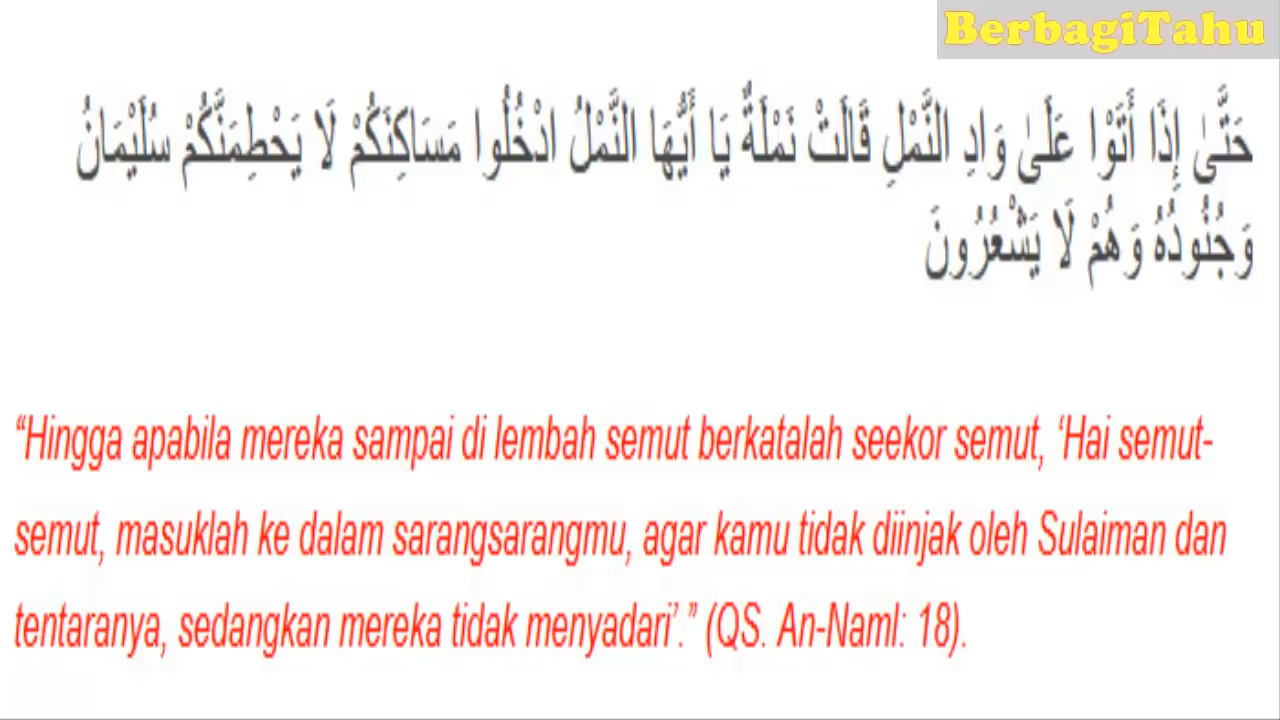 BerbagiTahu
حَتَّىٰ إِذَا أَتَوْا عَلَىٰ وَادِ النَّمْلِ قَالَتْ نَمْلَةٌ يَا أَيُّهَا النَّمْلُ ادْخُلُوا مَسَاكِنَكُمْ لَا يَحْطِمَنَّكُمْ سُلَيْمَانُ
وَجُنُودُهُ وَهُمْ لَا يَشْعُرُونَ
“Hingga apabila mereka sampai di lembah semut berkatalah seekor semut, ‘Hai semut-
semut, masuklah ke dalam sarangsarangmu, agar kamu tidak diinjak oleh Sulaiman dan
tentaranya, sedangkan mereka tidak menyadari’.” (QS. An-Naml: 18).